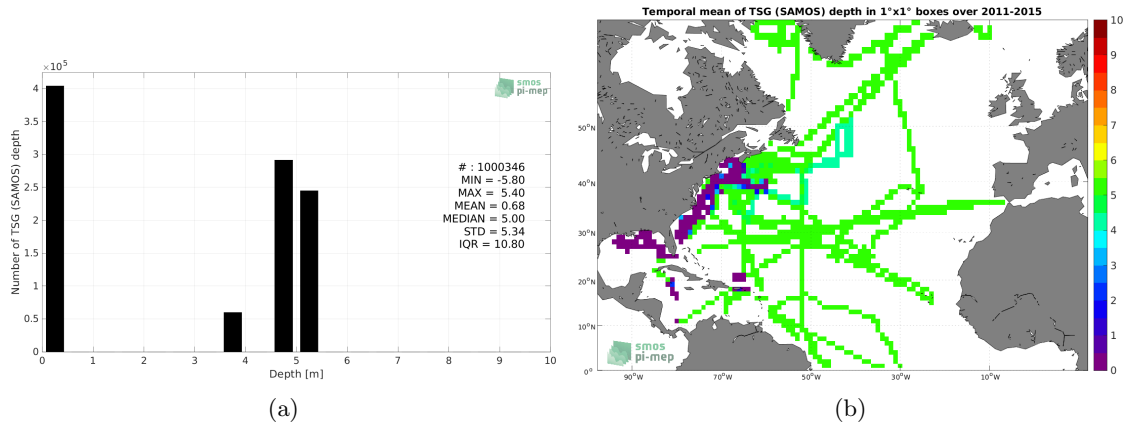 ×10⁵
4
3.5
3
2.5
2
1.5
1
0.5
0
0 1 2 3 4 5 6 7 8 9 10
Number of TSG (SAMOS) depth
Depth [m]
smos
pi-mep
# : 1000346
MIN = -5.80
MAX = 5.40
MEAN = 0.68
MEDIAN = 5.00
STD = 5.34
IQR = 10.80
(a)
Temporal mean of TSG (SAMOS) depth in 1°x1° boxes over 2011-2015
50°N
40°N
30°N
20°N
10°N
0°
90°W 70°W 50°W 30°W 10°W
smos
pi-mep
10
9
8
7
6
5
4
3
2
1
0
(b)